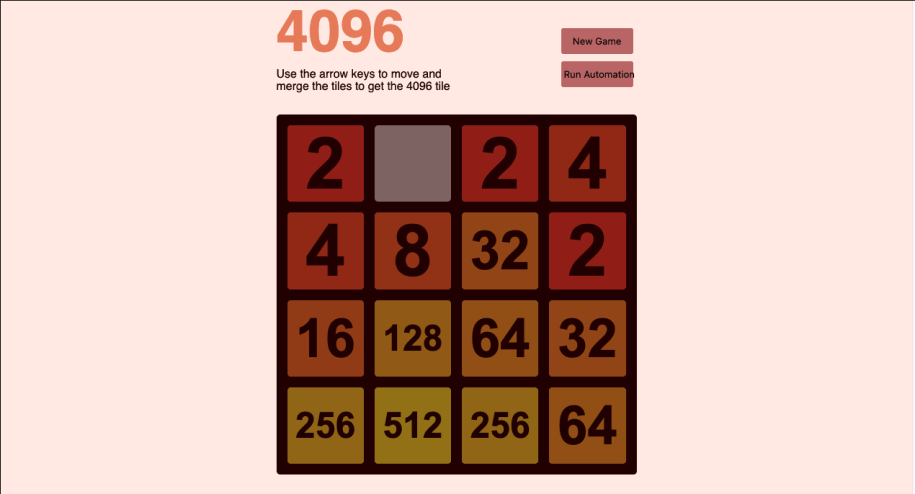 4096
Use the arrow keys to move and
merge the tiles to get the 4096 tile
New Game
Run Automation
2 2 4
4 8 32 2
16 128 64 32
256 512 256 64